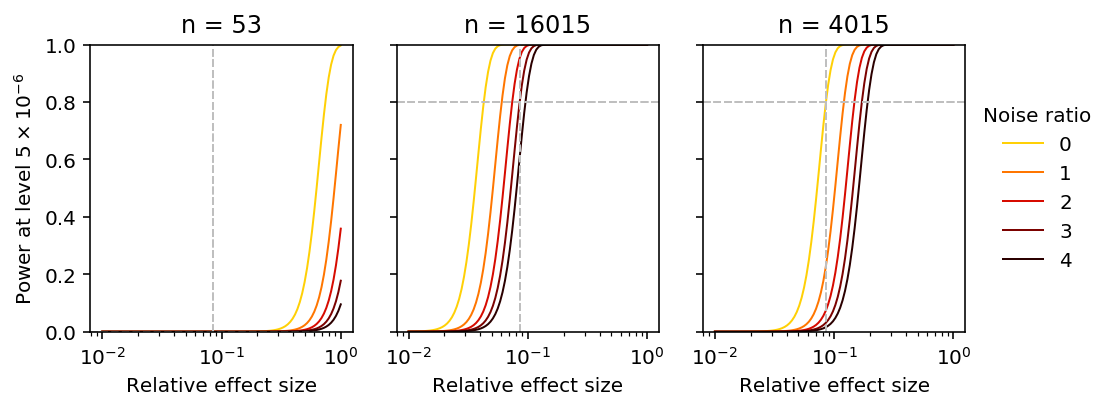 n = 53
n = 16015
n = 4015
Power at level 5 × 10⁻⁶
1.0
0.8
0.6
0.4
0.2
0.0
10⁻² 10⁻¹ 10⁰
10⁻² 10⁻¹ 10⁰
10⁻² 10⁻¹ 10⁰
Relative effect size
Relative effect size
Relative effect size
Noise ratio
0
1
2
3
4